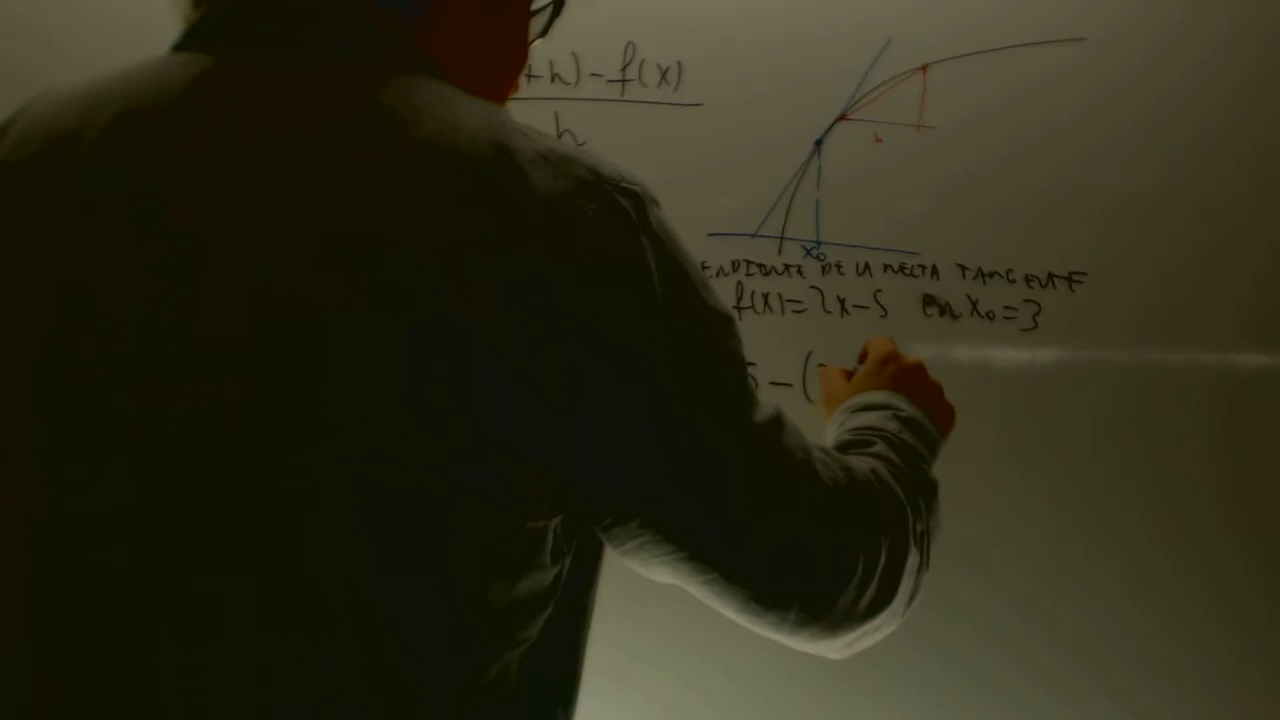 +h) - f(x)
h
h
x₀
ENDIENTE DE LA RECTA TANGENTE
f(x) = 2x - 5 en x₀ = 3
5 - (